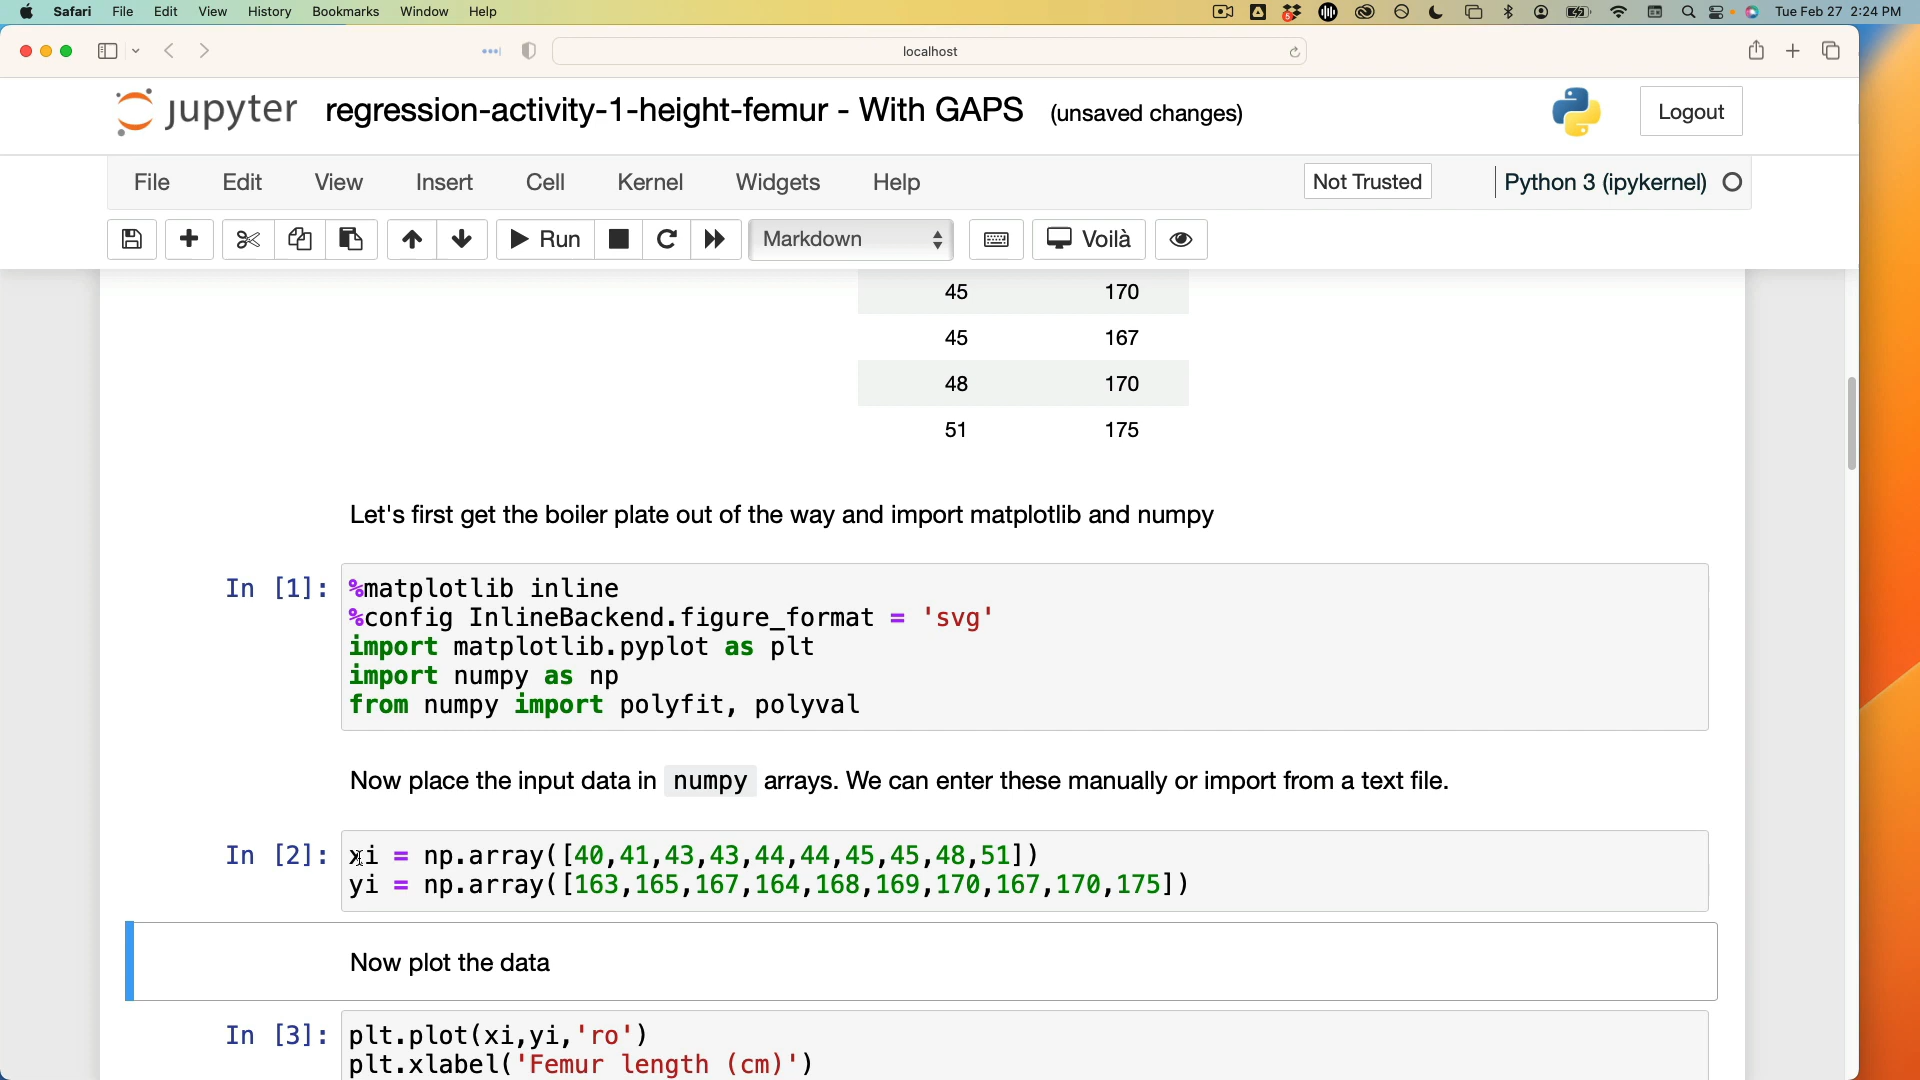 Safari File Edit View History Bookmarks Window Help Tue Feb 27 2:24 PM
localhost
jupyter regression-activity-1-height-femur - With GAPS (unsaved changes) Logout
File Edit View Insert Cell Kernel Widgets Help Not Trusted Python 3 (ipykernel)
Run Markdown Voilà
45 170
45 167
48 170
51 175
Let's first get the boiler plate out of the way and import matplotlib and numpy
In [1]: %matplotlib inline
%config InlineBackend.figure_format = 'svg'
import matplotlib.pyplot as plt
import numpy as np
from numpy import polyfit, polyval
Now place the input data in numpy arrays. We can enter these manually or import from a text file.
In [2]: xi = np.array([40,41,43,43,44,44,45,45,48,51])
yi = np.array([163,165,167,164,168,169,170,167,170,175])
Now plot the data
In [3]: plt.plot(xi,yi,'ro')
plt.xlabel('Femur length (cm)')